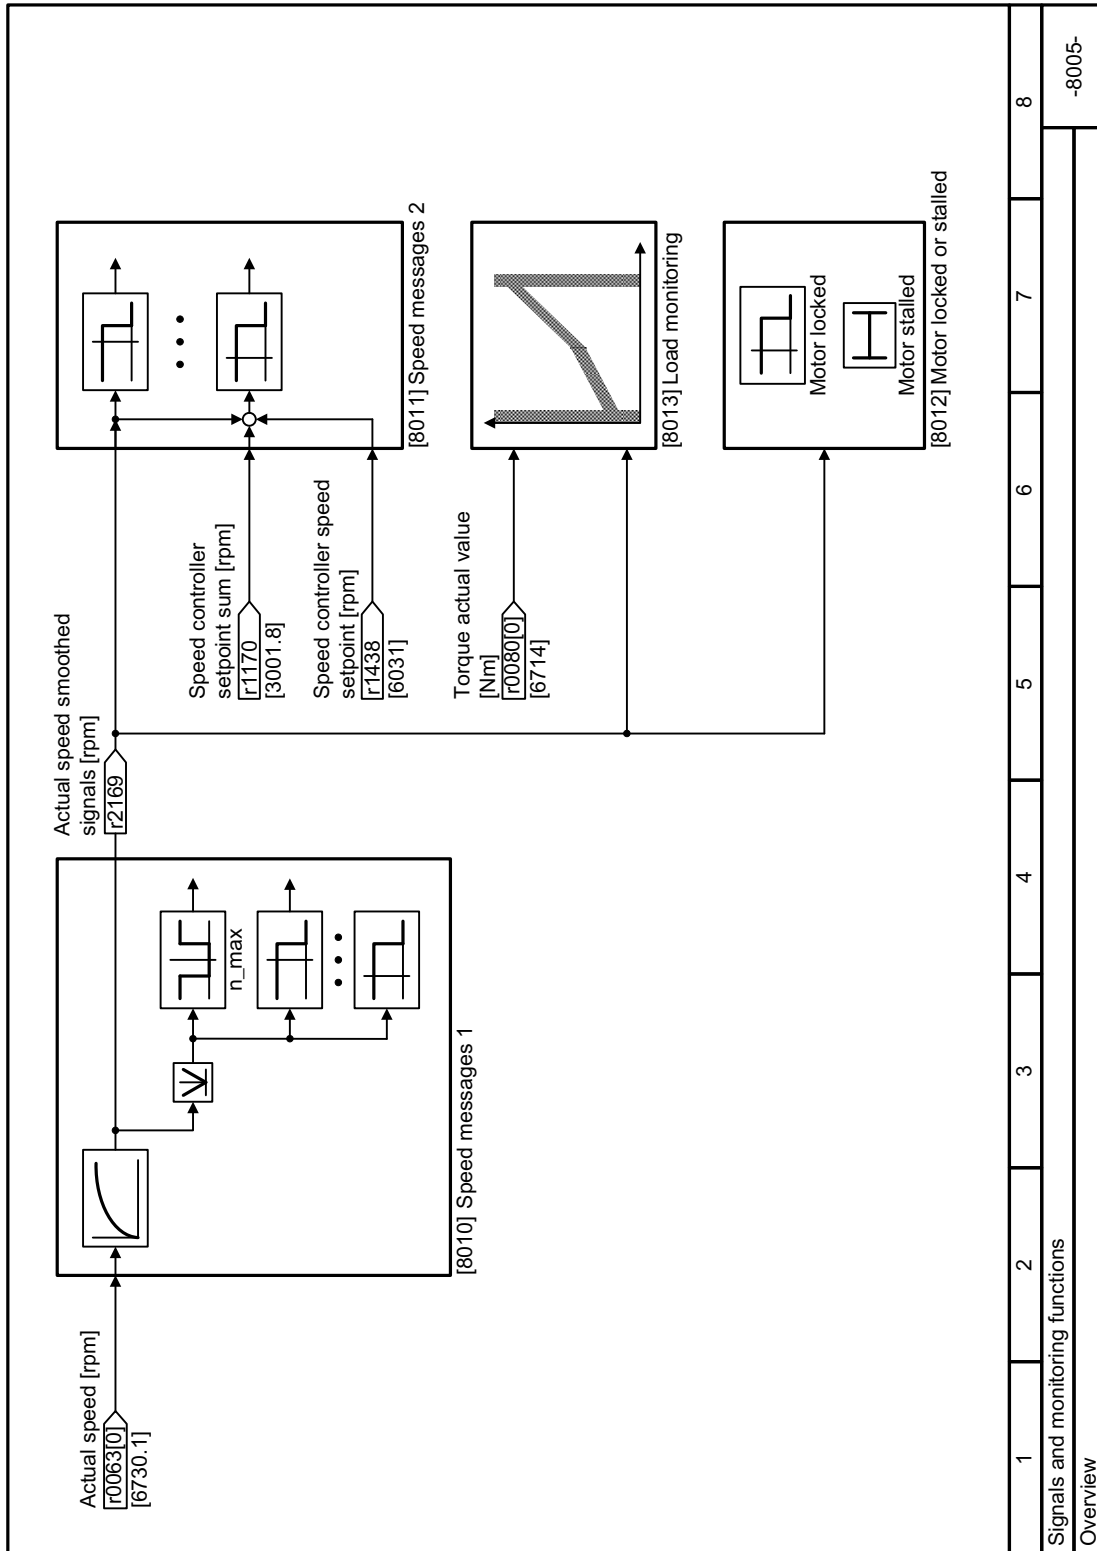 Actual speed [rpm]
r0063[0]
[6730.1]
[8010] Speed messages 1
n_max
Actual speed smoothed
signals [rpm]
r2169
Speed controller
setpoint sum [rpm]
r1170
[3001.8]
Speed controller speed
setpoint [rpm]
r1438
[6031]
[8011] Speed messages 2
Torque actual value
[Nm]
r0080[0]
[6714]
[8013] Load monitoring
Motor locked
Motor stalled
[8012] Motor locked or stalled
1
2
3
4
5
6
7
8
Signals and monitoring functions
Overview
-8005-